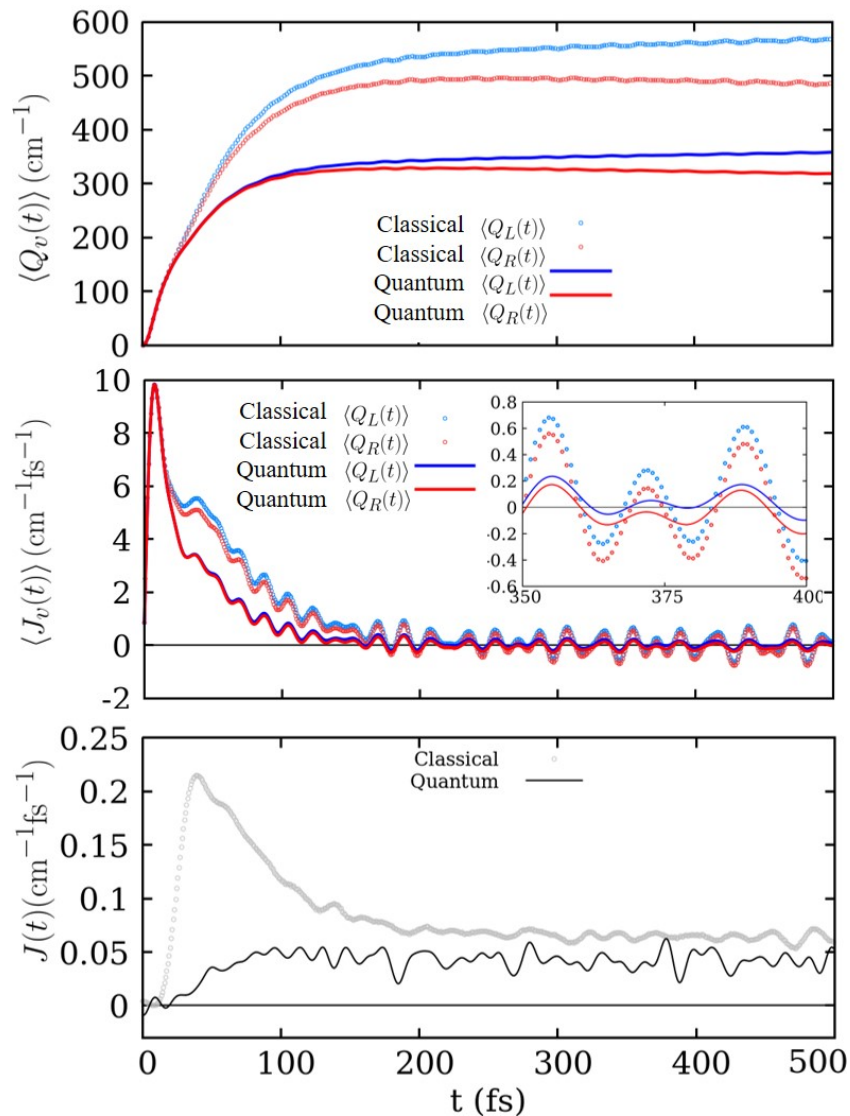 600
500
400
300
200
100
0
⟨Q_v(t)⟩ (cm⁻¹)
Classical ⟨Q_L(t)⟩
Classical ⟨Q_R(t)⟩
Quantum ⟨Q_L(t)⟩
Quantum ⟨Q_R(t)⟩
10
8
6
4
2
0
-2
⟨J_v(t)⟩ (cm⁻¹fs⁻¹)
Classical ⟨Q_L(t)⟩
Classical ⟨Q_R(t)⟩
Quantum ⟨Q_L(t)⟩
Quantum ⟨Q_R(t)⟩
0.8
0.6
0.4
0.2
0
-0.2
-0.4
-0.6
350 375 400
0.25
0.2
0.15
0.1
0.05
0
J(t)(cm⁻¹fs⁻¹)
Classical
Quantum
0 100 200 300 400 500
t (fs)